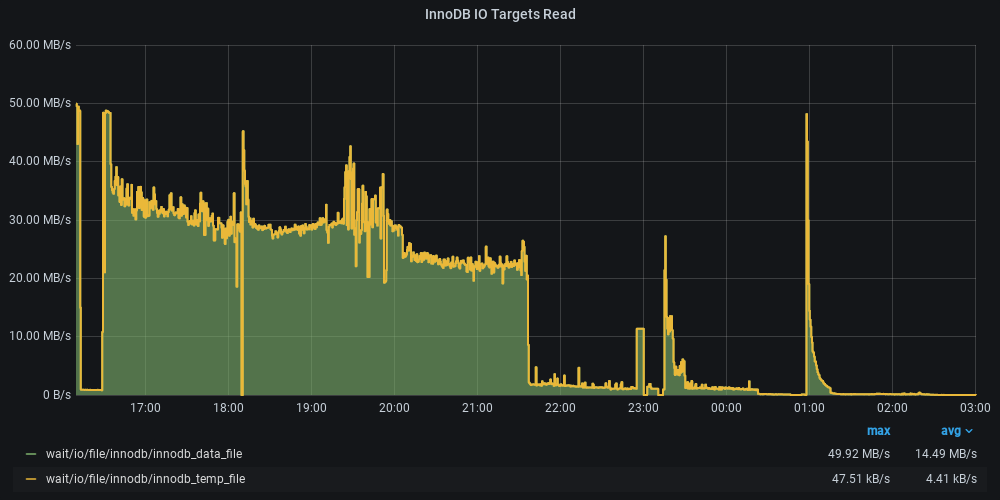 InnoDB IO Targets Read
60.00 MB/s
50.00 MB/s
40.00 MB/s
30.00 MB/s
20.00 MB/s
10.00 MB/s
0 B/s
17:00 18:00 19:00 20:00 21:00 22:00 23:00 00:00 01:00 02:00 03:00
max avg
wait/io/file/innodb/innodb_data_file 49.92 MB/s 14.49 MB/s
wait/io/file/innodb/innodb_temp_file 47.51 kB/s 4.41 kB/s